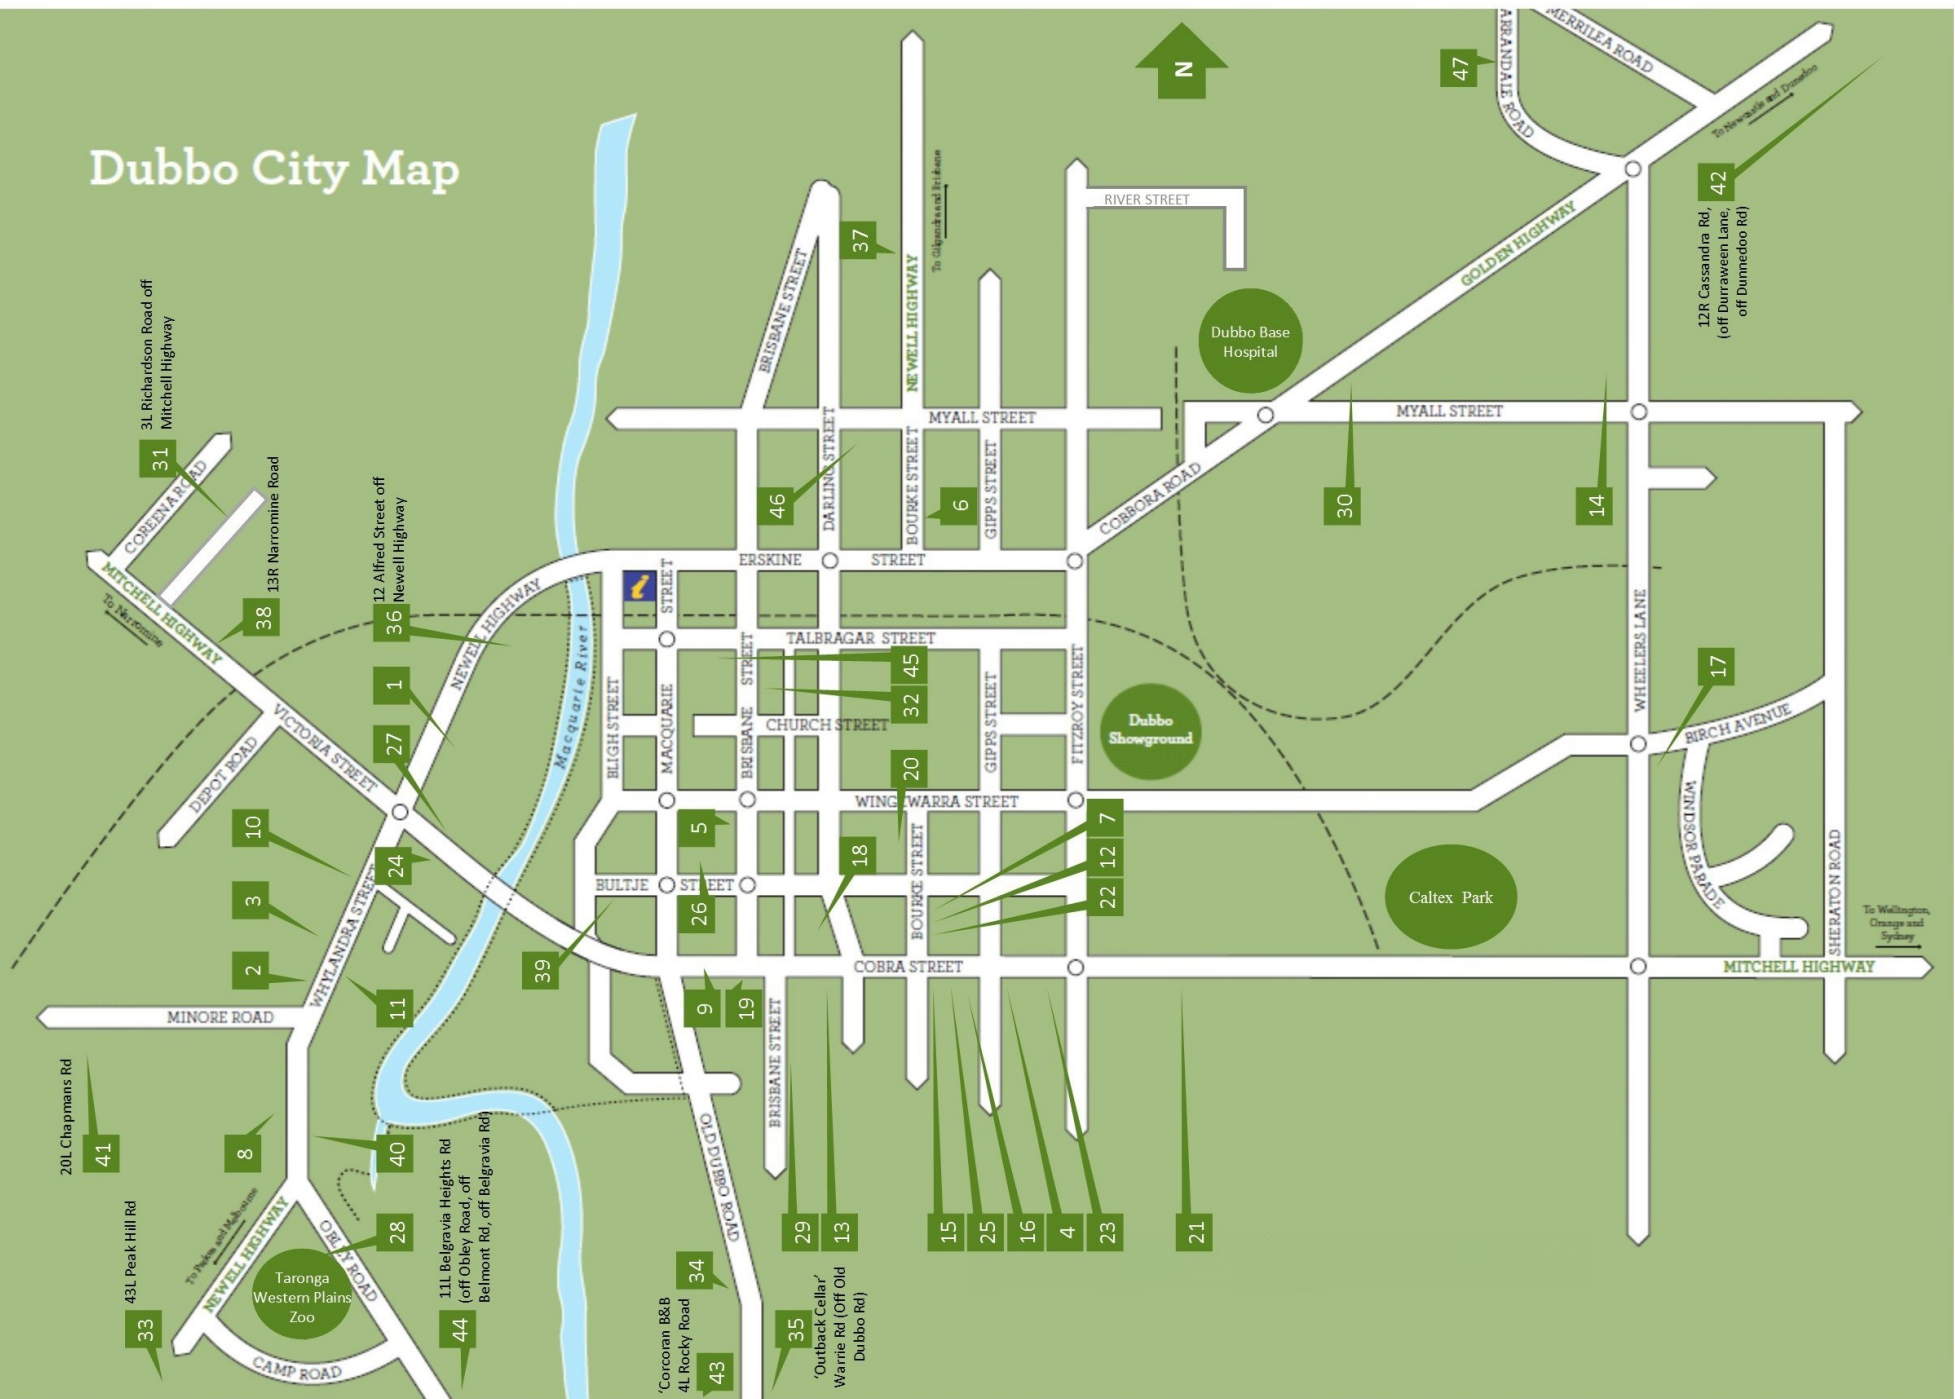 Dubbo City Map
N
47
ARRANDALE ROAD
MERRILEA ROAD
To Newcastle and Dunedoo
42
12R Cassandra Rd,
(off Durraween Lane,
off Dunnedoo Rd)
GOLDEN HIGHWAY
RIVER STREET
To Gilgandra and Brisbane
37
NEWELL HIGHWAY
BRISBANE STREET
Dubbo Base
Hospital
3L Richardson Road off
Mitchell Highway
31
COREENA ROAD
13R Narromine Road
38
12 Alfred Street off
Newell Highway
36
MITCHELL HIGHWAY
To Narromine
NEWELL HIGHWAY
MYALL STREET
MYALL STREET
46
DARLING STREET
BOURKE STREET
6
GIPPS STREET
COBBORA ROAD
30
14
ERSKINE
STREET
i
STREET
TALBRAGAR STREET
Macquarie River
1
27
VICTORIA STREET
DEPOT ROAD
BLIGH STREET
MACQUARIE
BRISBANE
STREET
45
32
CHURCH STREET
GIPPS STREET
FITZROY STREET
Dubbo
Showground
WHEELERS LANE
17
BIRCH AVENUE
WINDSOR PARADE
SHERATON ROAD
20
WINGEWARRA STREET
10
24
3
2
11
WHYLANDRA STREET
5
18
7
12
22
BULTJE
STREET
26
BOURKE STREET
39
Caltex Park
To Wellington,
Orange and
Sydney
COBRA STREET
MITCHELL HIGHWAY
MINORE ROAD
9
19
BRISBANE STREET
20L Chapmans Rd
41
8
40
OLD DUBBO ROAD
43L Peak Hill Rd
33
To Parkes and Melbourne
NEWELL HIGHWAY
OBLEY ROAD
28
Taronga
Western Plains
Zoo
CAMP ROAD
11L Belgravia Heights Rd
(off Obley Road, off
Belmont Rd, off Belgravia Rd)
44
34
'Corcoran B&B
4L Rocky Road
43
35
'Outback Cellar'
Warrie Rd (Off Old
Dubbo Rd)
29
13
15
25
16
4
23
21